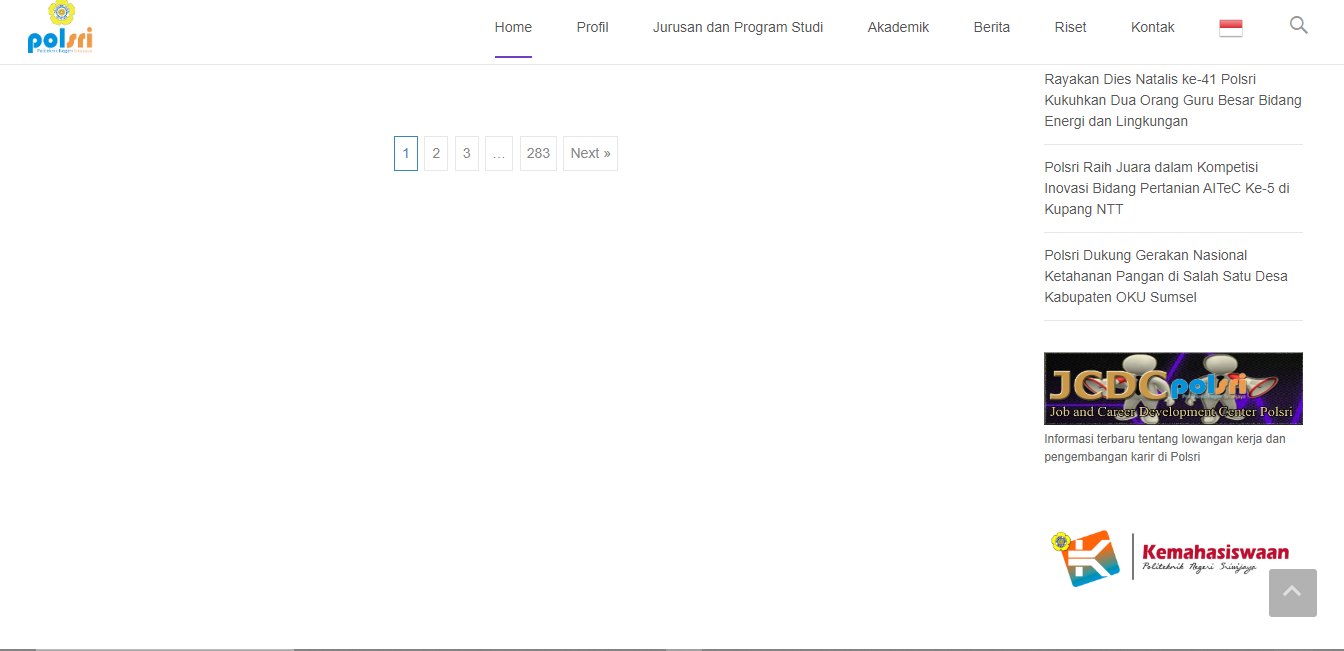 polsri
Politeknik Negeri Sriwijaya
Home
Profil
Jurusan dan Program Studi
Akademik
Berita
Riset
Kontak
1
2
3
…
283
Next »
Rayakan Dies Natalis ke-41 Polsri
Kukuhkan Dua Orang Guru Besar Bidang
Energi dan Lingkungan
Polsri Raih Juara dalam Kompetisi
Inovasi Bidang Pertanian AITeC Ke-5 di
Kupang NTT
Polsri Dukung Gerakan Nasional
Ketahanan Pangan di Salah Satu Desa
Kabupaten OKU Sumsel
JCDC polsri
Job and Career Development Center Polsri
Informasi terbaru tentang lowongan kerja dan
pengembangan karir di Polsri
Kemahasiswaan
Politeknik Negeri Sriwijaya